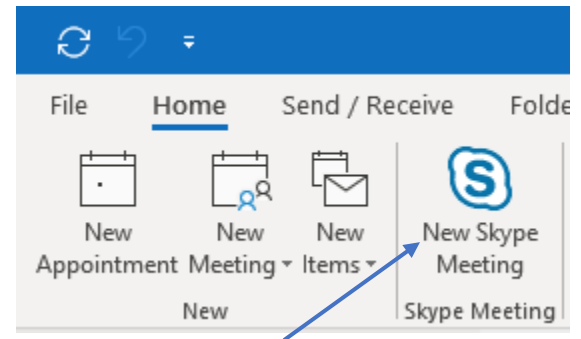 File Home Send / Receive Folde
New Appointment
New Meeting
New Items
New Skype Meeting
New
Skype Meeting